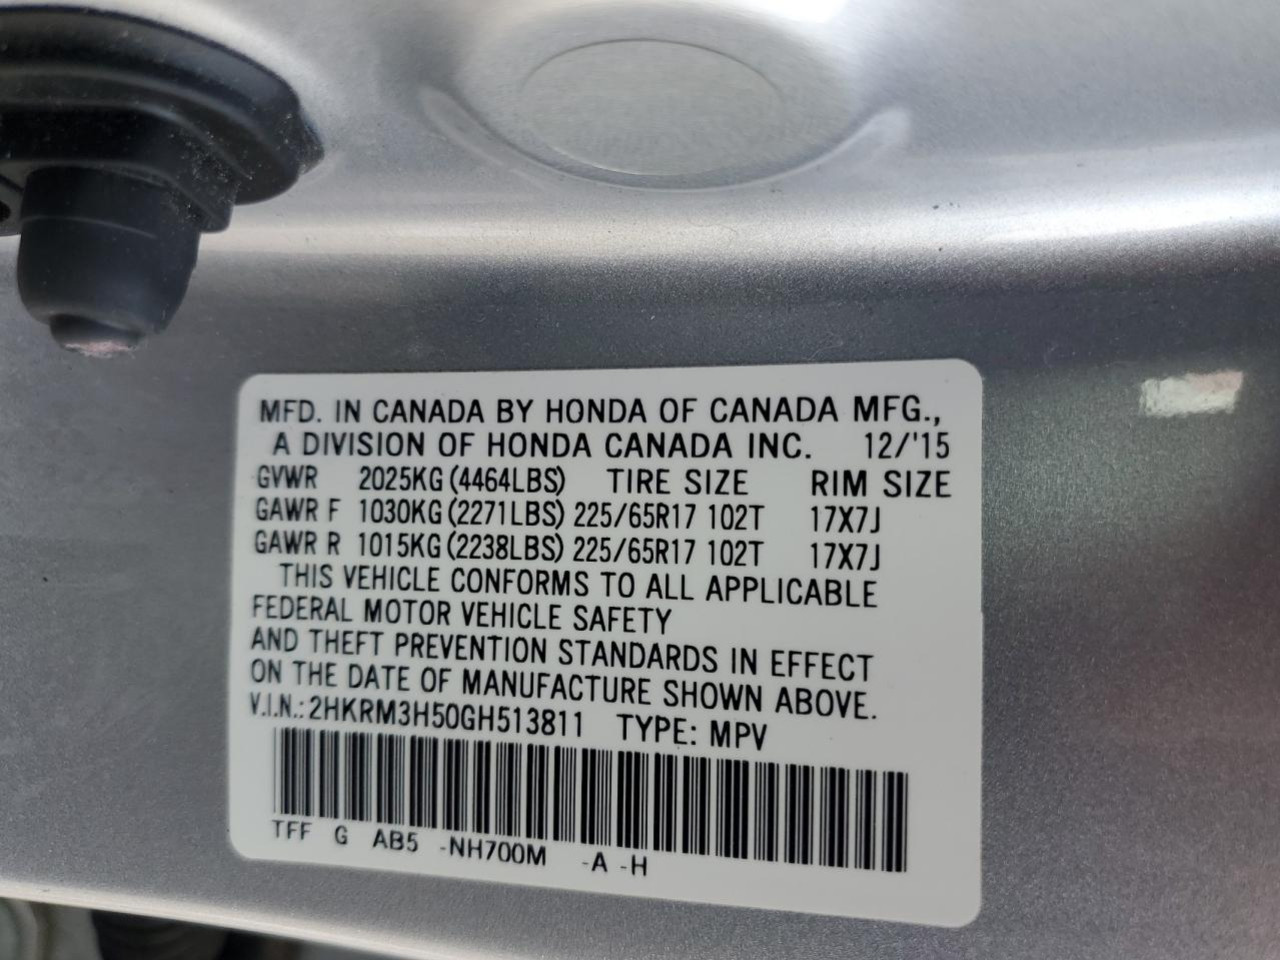 MFD. IN CANADA BY HONDA OF CANADA MFG.,
A DIVISION OF HONDA CANADA INC. 12/'15
GVWR 2025KG (4464LBS) TIRE SIZE RIM SIZE
GAWR F 1030KG (2271LBS) 225/65R17 102T 17X7J
GAWR R 1015KG (2238LBS) 225/65R17 102T 17X7J
THIS VEHICLE CONFORMS TO ALL APPLICABLE
FEDERAL MOTOR VEHICLE SAFETY
AND THEFT PREVENTION STANDARDS IN EFFECT
ON THE DATE OF MANUFACTURE SHOWN ABOVE.
V.I.N.: 2HKRM3H50GH513811 TYPE: MPV
TFF G AB5 -NH700M -A -H